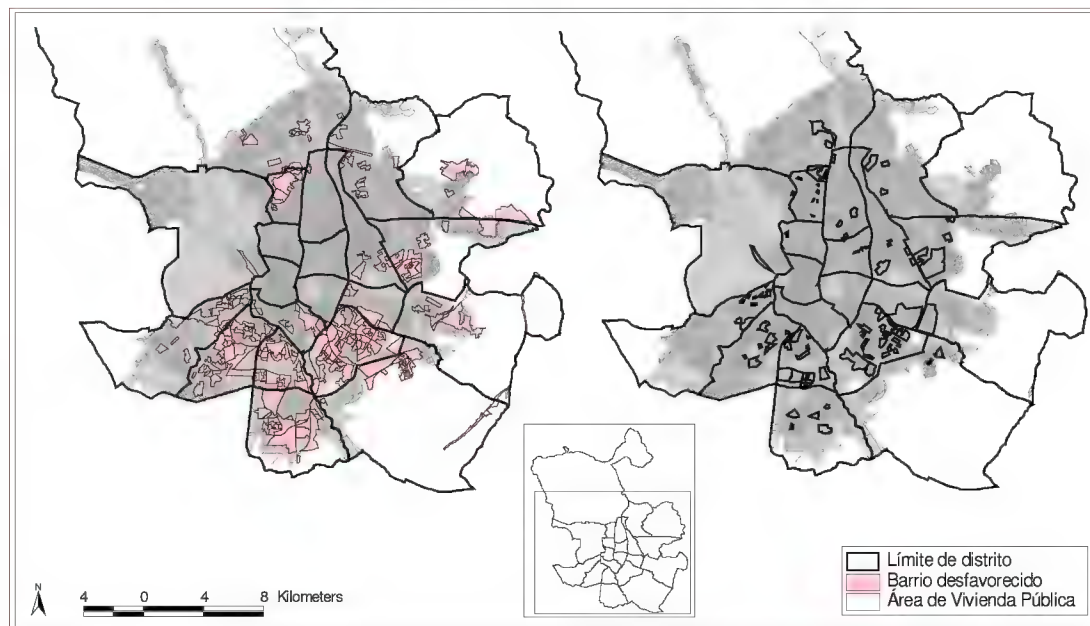 N
4 0 4 8 Kilometers
Límite de distrito
Barrio desfavorecido
Área de Vivienda Pública